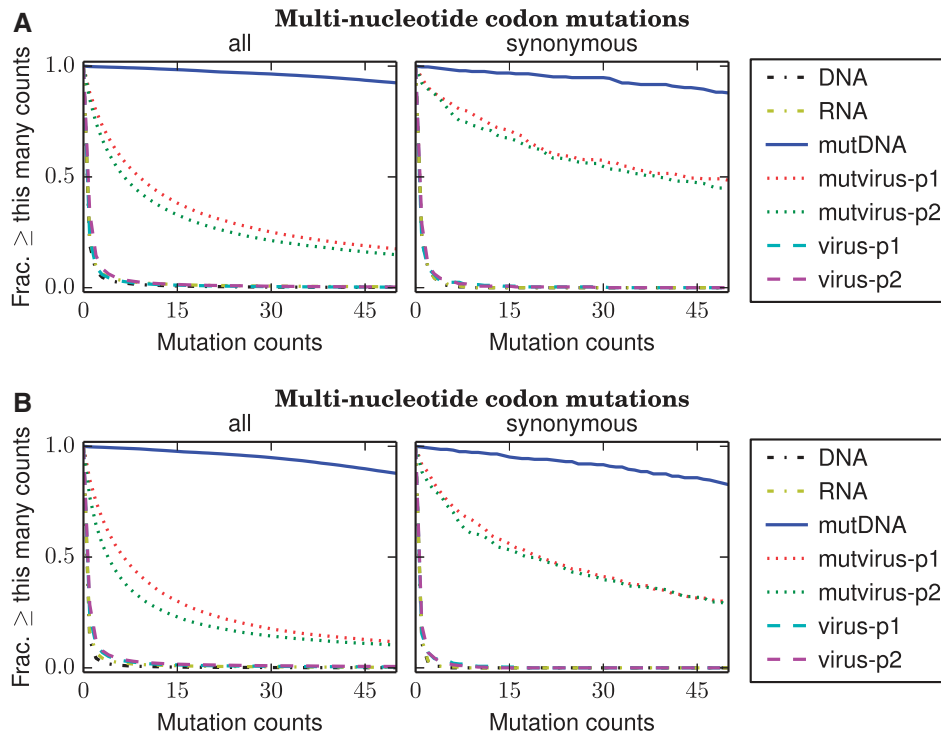 A
Multi-nucleotide codon mutations
all
synonymous
Frac. ≥ this many counts
1.0
0.5
0.0
0 15 30 45
0 15 30 45
Mutation counts
Mutation counts
DNA
RNA
mutDNA
mutvirus-p1
mutvirus-p2
virus-p1
virus-p2
B
Multi-nucleotide codon mutations
all
synonymous
Frac. ≥ this many counts
1.0
0.5
0.0
0 15 30 45
0 15 30 45
Mutation counts
Mutation counts
DNA
RNA
mutDNA
mutvirus-p1
mutvirus-p2
virus-p1
virus-p2